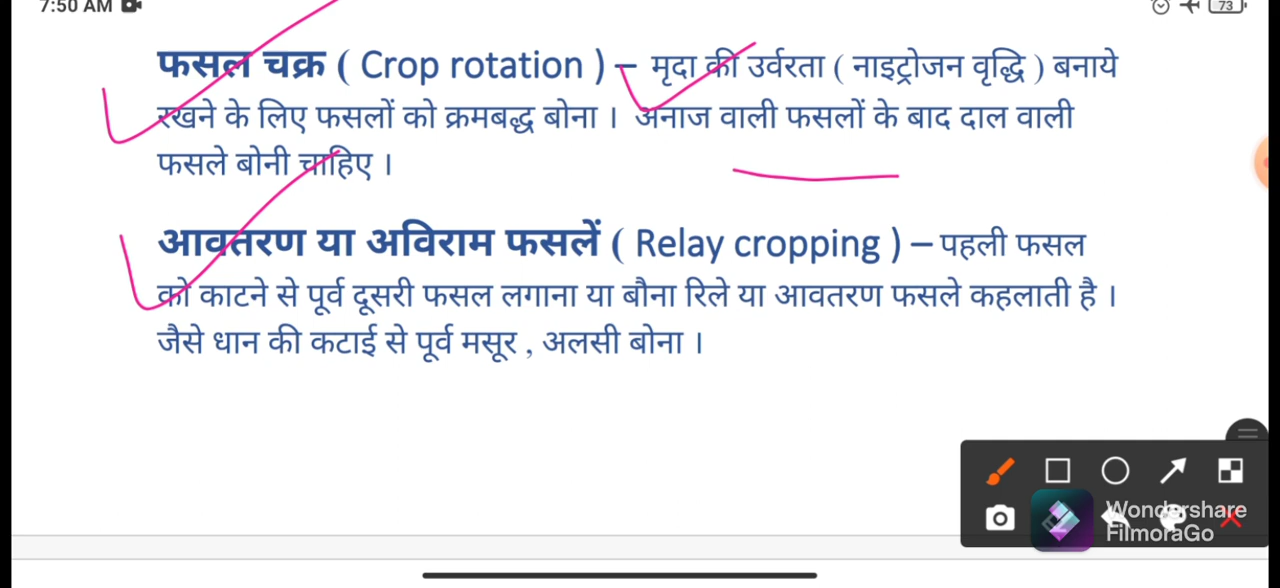 7:50 AM
73
फसल चक्र ( Crop rotation ) – मृदा की उर्वरता ( नाइट्रोजन वृद्धि ) बनाये
रखने के लिए फसलों को क्रमबद्ध बोना । अनाज वाली फसलों के बाद दाल वाली
फसले बोनी चाहिए ।
आवतरण या अविराम फसलें ( Relay cropping ) – पहली फसल
को काटने से पूर्व दूसरी फसल लगाना या बौना रिले या आवतरण फसले कहलाती है ।
जैसे धान की कटाई से पूर्व मसूर , अलसी बोना ।
Wondershare
FilmoraGo